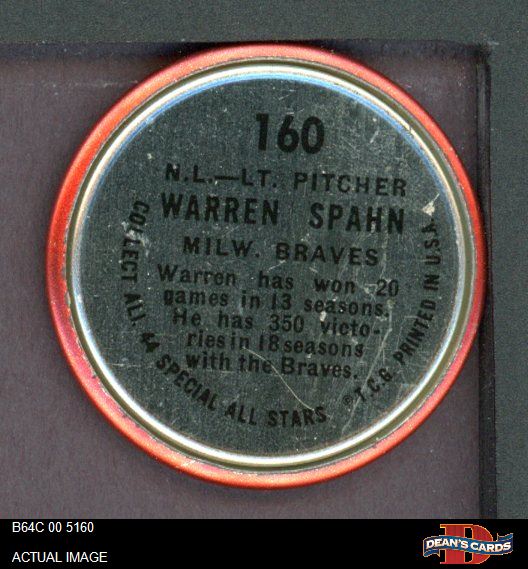 160
N.L.—LT. PITCHER
WARREN SPAHN
MILW. BRAVES
Warren has won 20
games in 13 seasons.
He has 350 victo-
ries in 18 seasons
with the Braves.
COLLECT ALL 44 SPECIAL ALL STARS
© T.C.G. PRINTED IN U.S.A.
B64C 00 5160
ACTUAL IMAGE
D
DEAN'S CARDS